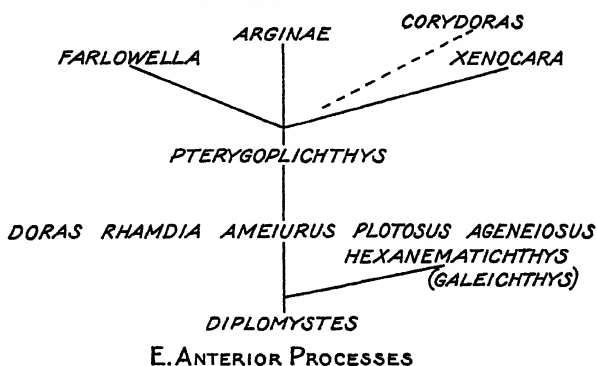 CORYDORAS
ARGINAE
FARLOWELLA XENOCARA
PTERYGOPLICHTHYS
DORAS RHAMDIA AMEIURUS PLOTOSUS AGENEIOSUS
HEXANEMATICHTHYS
(GALEICHTHYS)
DIPLOMYSTES
E. ANTERIOR PROCESSES